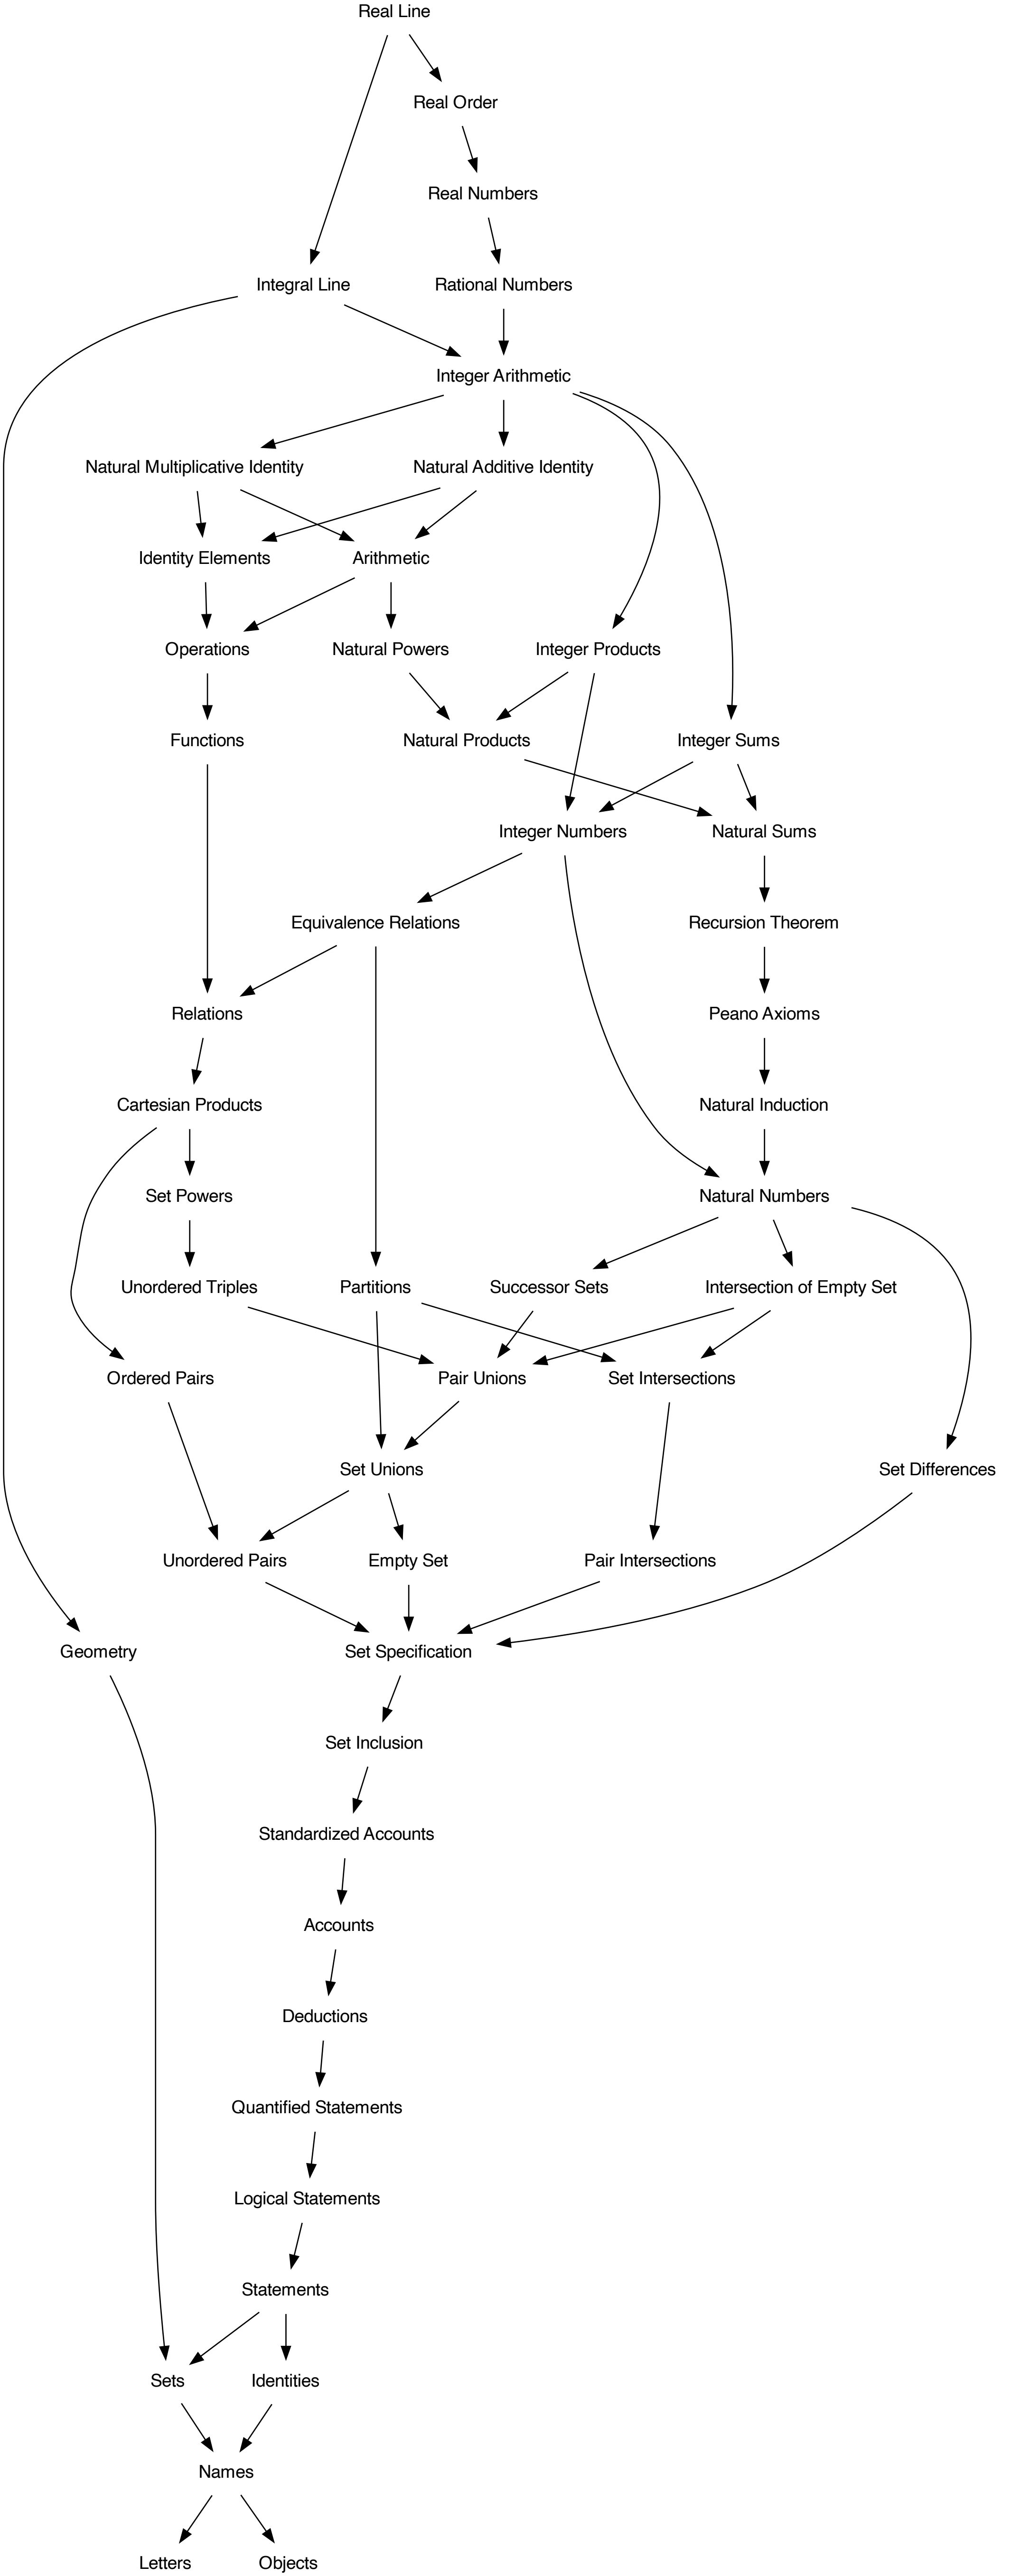 Real Line
Real Order
Real Numbers
Integral Line
Rational Numbers
Integer Arithmetic
Natural Multiplicative Identity
Natural Additive Identity
Identity Elements
Arithmetic
Operations
Natural Powers
Integer Products
Functions
Natural Products
Integer Sums
Integer Numbers
Natural Sums
Equivalence Relations
Recursion Theorem
Relations
Peano Axioms
Cartesian Products
Natural Induction
Set Powers
Natural Numbers
Unordered Triples
Partitions
Successor Sets
Intersection of Empty Set
Ordered Pairs
Pair Unions
Set Intersections
Set Unions
Set Differences
Unordered Pairs
Empty Set
Pair Intersections
Geometry
Set Specification
Set Inclusion
Standardized Accounts
Accounts
Deductions
Quantified Statements
Logical Statements
Statements
Sets
Identities
Names
Letters
Objects